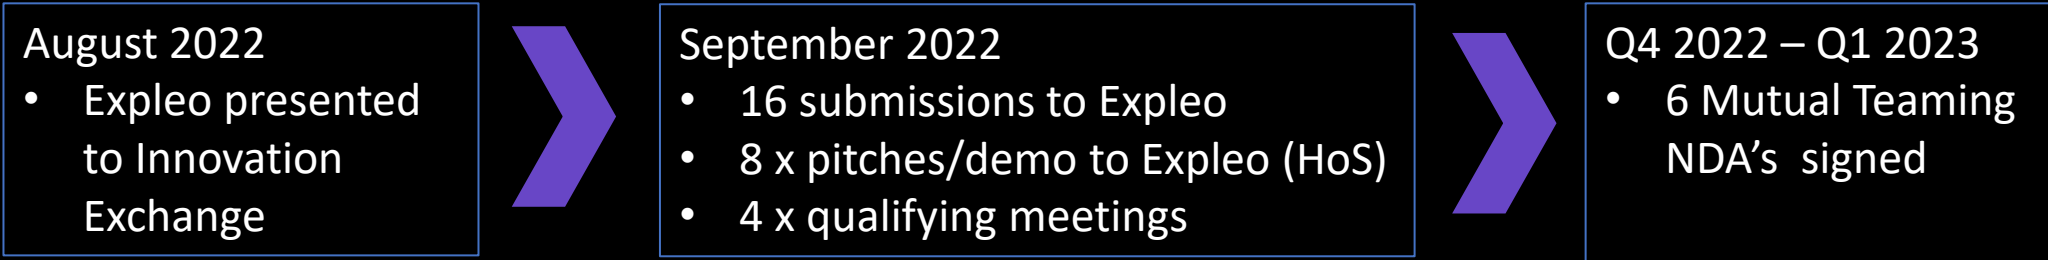 August 2022
• Expleo presented
to Innovation
Exchange
September 2022
• 16 submissions to Expleo
• 8 x pitches/demo to Expleo (HoS)
• 4 x qualifying meetings
Q4 2022 – Q1 2023
• 6 Mutual Teaming
NDA’s  signed